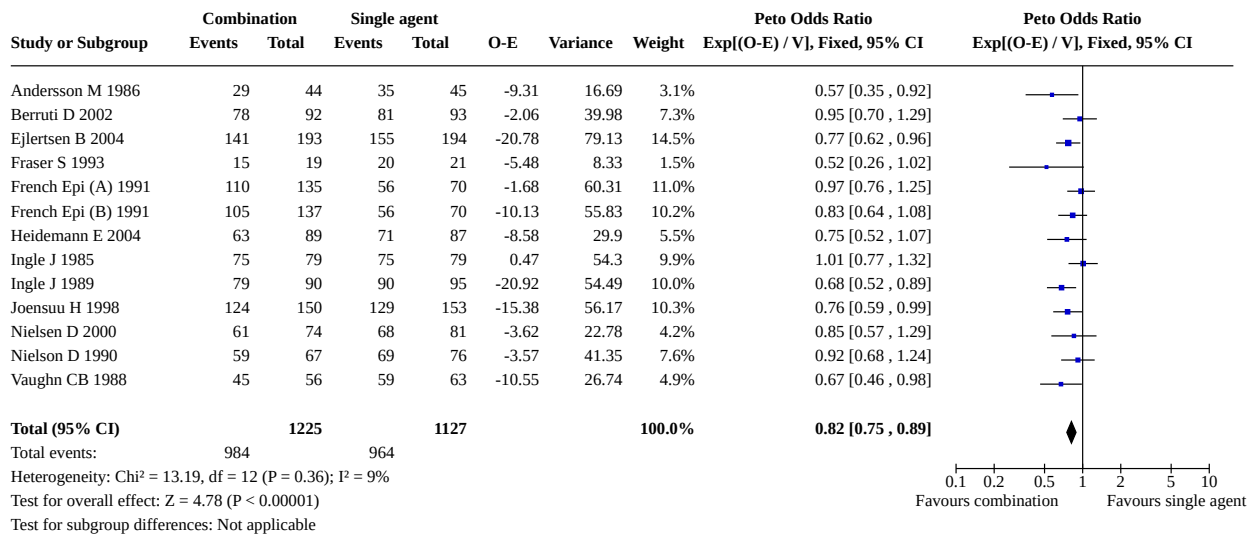 Combination Single agent Peto Odds Ratio Peto Odds Ratio
Study or Subgroup Events Total Events Total O-E Variance Weight Exp[(O-E) / V], Fixed, 95% CI Exp[(O-E) / V], Fixed, 95% CI
Andersson M 1986 29 44 35 45 -9.31 16.69 3.1% 0.57 [0.35 , 0.92]
Berruti D 2002 78 92 81 93 -2.06 39.98 7.3% 0.95 [0.70 , 1.29]
Ejlertsen B 2004 141 193 155 194 -20.78 79.13 14.5% 0.77 [0.62 , 0.96]
Fraser S 1993 15 19 20 21 -5.48 8.33 1.5% 0.52 [0.26 , 1.02]
French Epi (A) 1991 110 135 56 70 -1.68 60.31 11.0% 0.97 [0.76 , 1.25]
French Epi (B) 1991 105 137 56 70 -10.13 55.83 10.2% 0.83 [0.64 , 1.08]
Heidemann E 2004 63 89 71 87 -8.58 29.9 5.5% 0.75 [0.52 , 1.07]
Ingle J 1985 75 79 75 79 0.47 54.3 9.9% 1.01 [0.77 , 1.32]
Ingle J 1989 79 90 90 95 -20.92 54.49 10.0% 0.68 [0.52 , 0.89]
Joensuu H 1998 124 150 129 153 -15.38 56.17 10.3% 0.76 [0.59 , 0.99]
Nielsen D 2000 61 74 68 81 -3.62 22.78 4.2% 0.85 [0.57 , 1.29]
Nielson D 1990 59 67 69 76 -3.57 41.35 7.6% 0.92 [0.68 , 1.24]
Vaughn CB 1988 45 56 59 63 -10.55 26.74 4.9% 0.67 [0.46 , 0.98]
Total (95% CI) 1225 1127 100.0% 0.82 [0.75 , 0.89]
Total events: 984 964
Heterogeneity: Chi² = 13.19, df = 12 (P = 0.36); I² = 9%
0.1 0.2 0.5 1 2 5 10
Test for overall effect: Z = 4.78 (P < 0.00001)
Favours combination Favours single agent
Test for subgroup differences: Not applicable